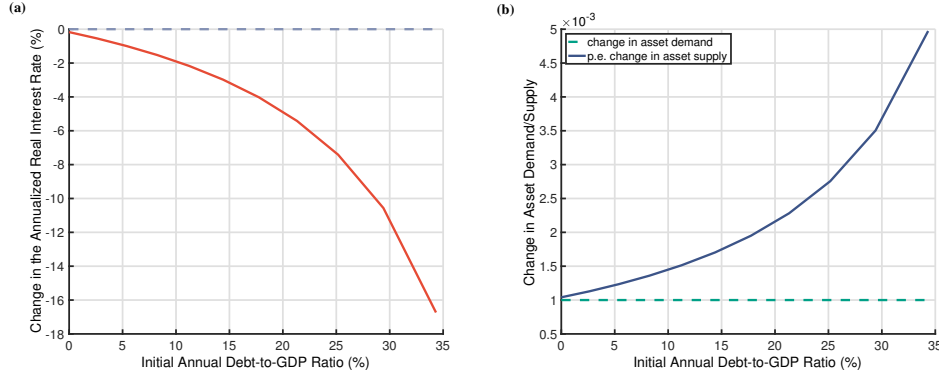 (a)
Change in the Annualized Real Interest Rate (%)
0
-2
-4
-6
-8
-10
-12
-14
-16
-18
0 5 10 15 20 25 30 35
Initial Annual Debt-to-GDP Ratio (%)
(b)
×10⁻³
Change in Asset Demand/Supply
5
4.5
4
3.5
3
2.5
2
1.5
1
0.5
change in asset demand
p.e. change in asset supply
0 5 10 15 20 25 30 35
Initial Annual Debt-to-GDP Ratio (%)